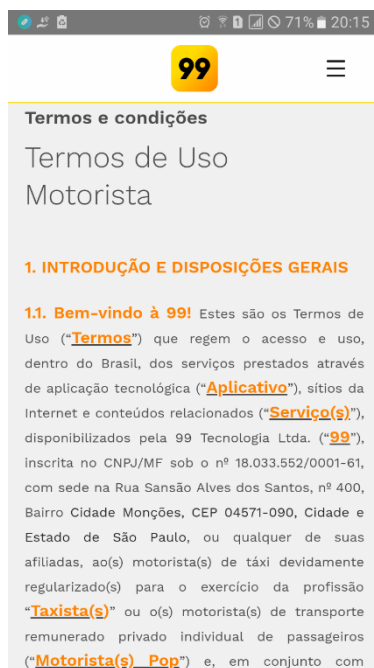 71% 20:15
99
Termos e condições
Termos de Uso
Motorista
1. INTRODUÇÃO E DISPOSIÇÕES GERAIS
1.1. Bem-vindo à 99! Estes são os Termos de
Uso (“Termos”) que regem o acesso e uso,
dentro do Brasil, dos serviços prestados através
de aplicação tecnológica (“Aplicativo”), sítios da
Internet e conteúdos relacionados (“Serviço(s)”),
disponibilizados pela 99 Tecnologia Ltda. (“99”),
inscrita no CNPJ/MF sob o nº 18.033.552/0001-61,
com sede na Rua Sansão Alves dos Santos, nº 400,
Bairro Cidade Monções, CEP 04571-090, Cidade e
Estado de São Paulo, ou qualquer de suas
afiliadas, ao(s) motorista(s) de táxi devidamente
regularizado(s) para o exercício da profissão
“Taxista(s)” ou o(s) motorista(s) de transporte
remunerado privado individual de passageiros
(“Motorista(s) Pop”) e, em conjunto com